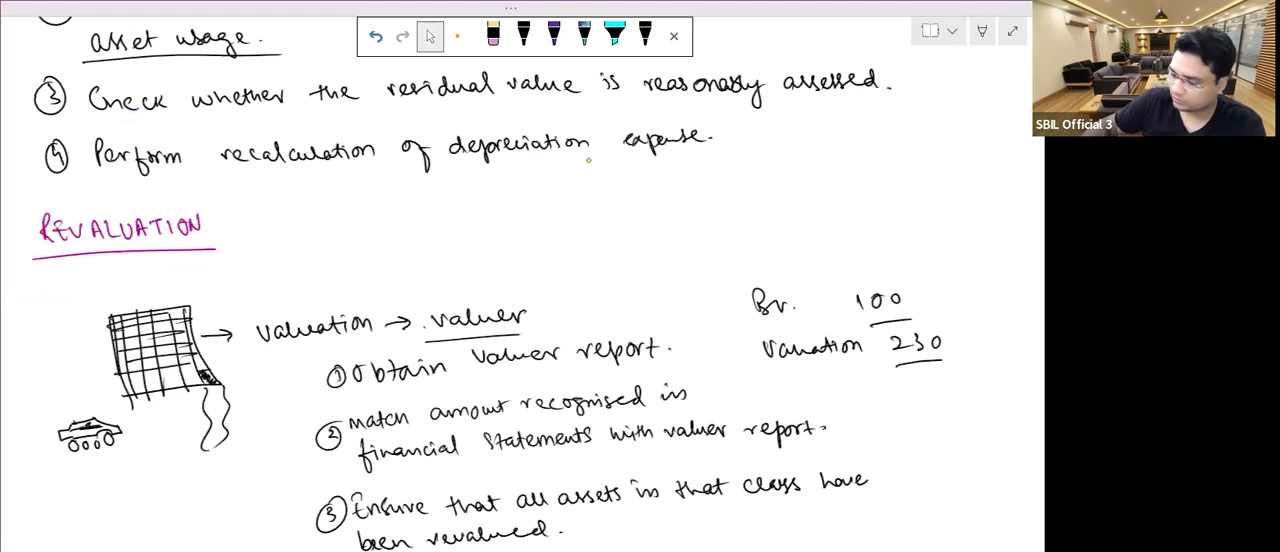 asset usage.
③ Check whether the residual value is reasonably assessed.
④ Perform recalculation of depreciation expense.
REVALUATION
→ valuation → valuer
① Obtain valuer report.
② Match amount recognised in
financial statements with valuer report.
③ Ensure that all assets in that class have
been revalued.
Bv. 100
Valuation 230
SBIL Official 3